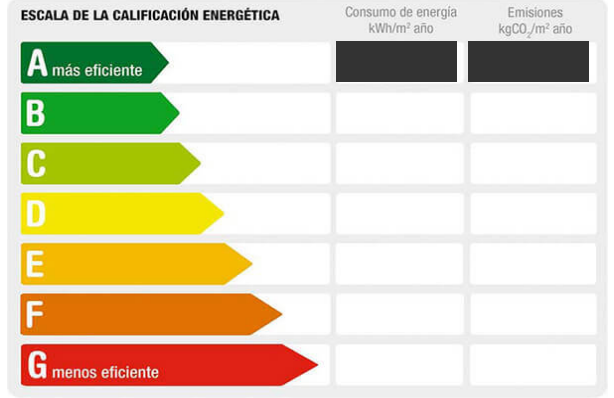 ESCALA DE LA CALIFICACIÓN ENERGÉTICA
Consumo de energía
kWh/m² año
Emisiones
kgCO₂/m² año
A más eficiente
B
C
D
E
F
G menos eficiente